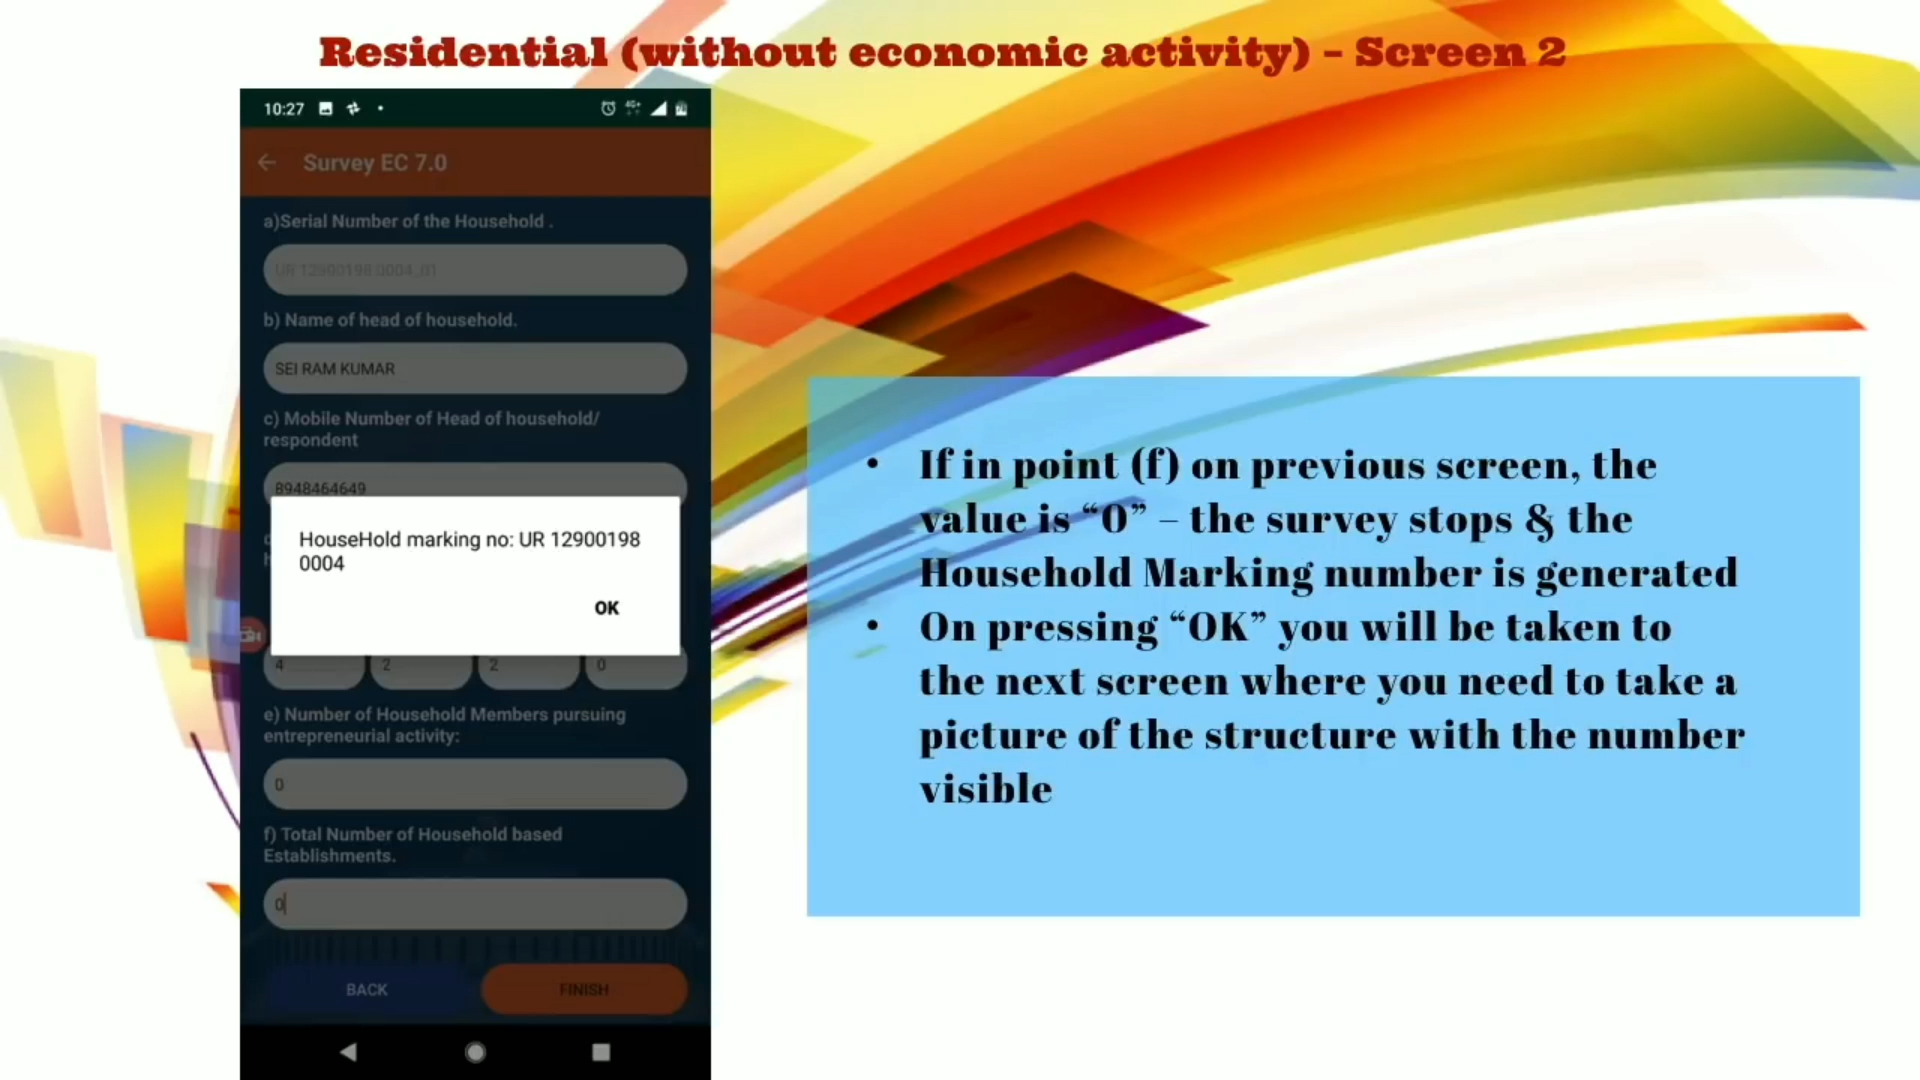 Residential (without economic activity) - Screen 2
10:27
4G+
Survey EC 7.0
a)Serial Number of the Household .
UR 12900198 0004_01
b) Name of head of household.
SEI RAM KUMAR
c) Mobile Number of Head of household/
respondent
8948464649
HouseHold marking no: UR 12900198
0004
OK
4 2 2 0
e) Number of Household Members pursuing
entrepreneurial activity:
0
f) Total Number of Household based
Establishments.
0
BACK FINISH
• If in point (f) on previous screen, the
value is “0” – the survey stops & the
Household Marking number is generated
• On pressing “OK” you will be taken to
the next screen where you need to take a
picture of the structure with the number
visible